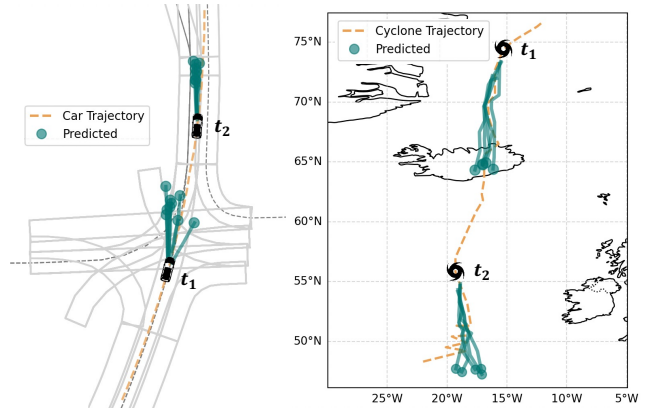 Car Trajectory
Predicted
t2
t1
Cyclone Trajectory
Predicted
t1
t2
75°N
70°N
65°N
60°N
55°N
50°N
25°W
20°W
15°W
10°W
5°W